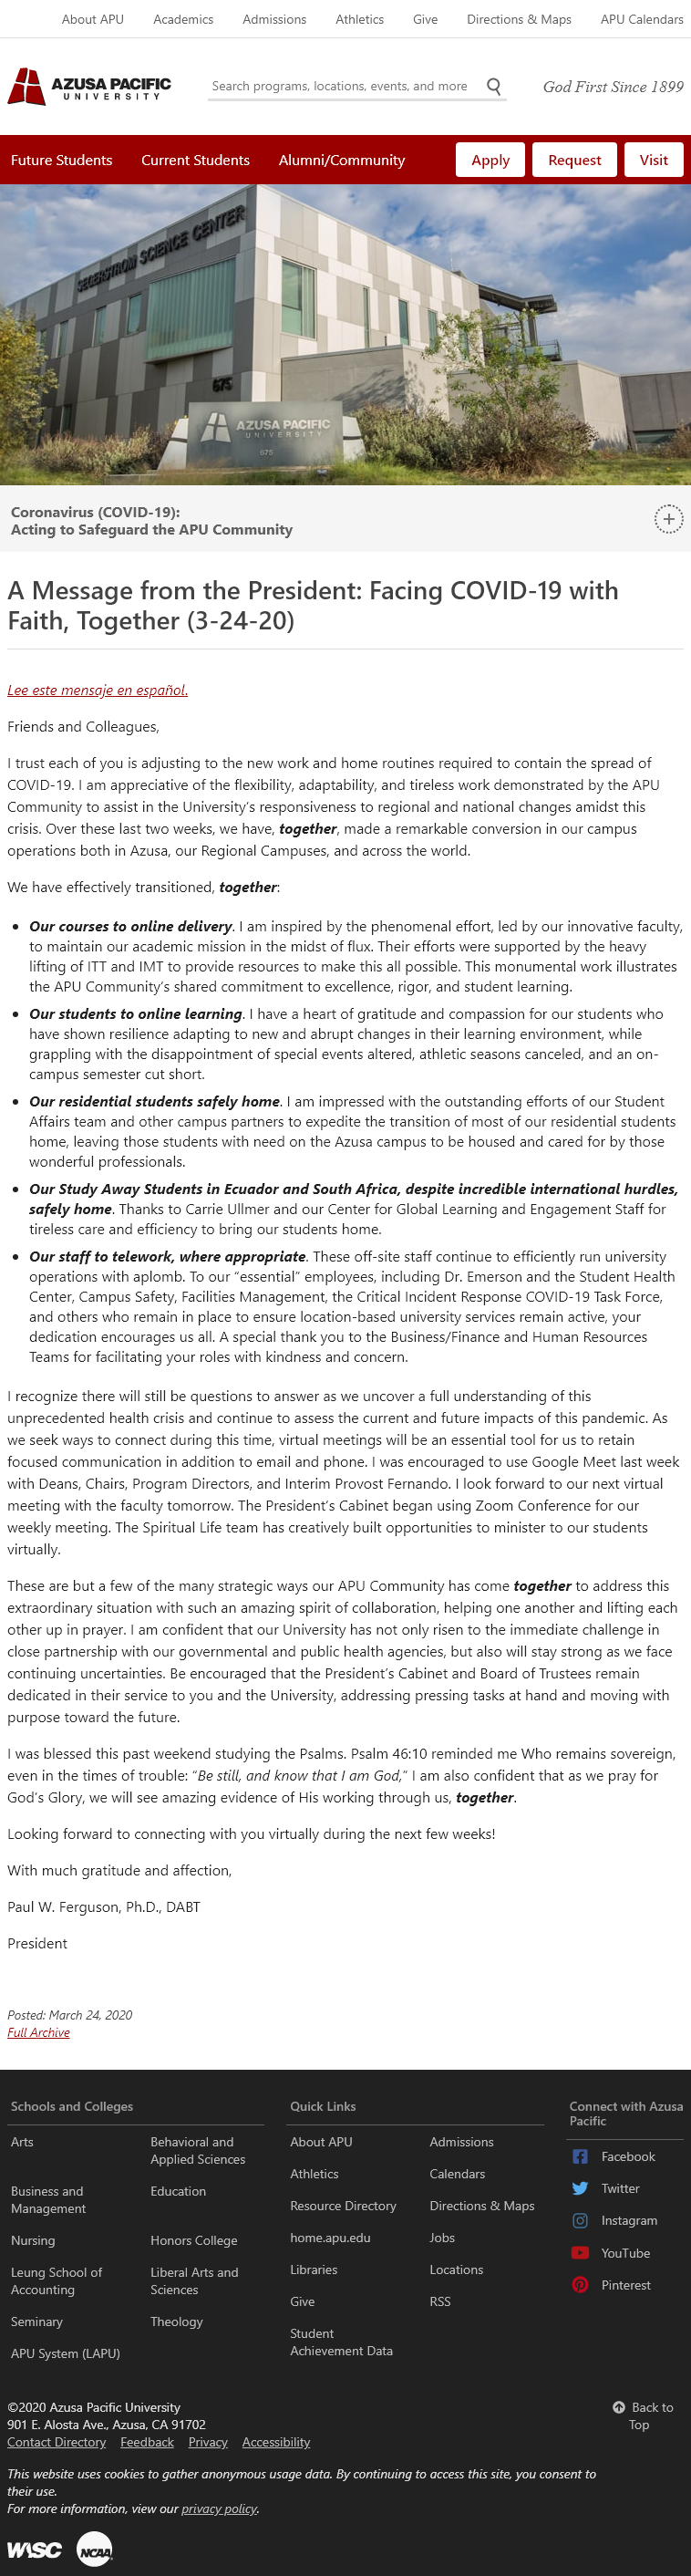 About APU Academics Admissions Athletics Give Directions & Maps APU Calendars
AZUSA PACIFIC
UNIVERSITY
Search programs, locations, events, and more
God First Since 1899
Future Students Current Students Alumni/Community Apply Request Visit
SEGERSTROM SCIENCE CENTER
675
AZUSA PACIFIC
UNIVERSITY
675
Coronavirus (COVID-19):
Acting to Safeguard the APU Community
A Message from the President: Facing COVID-19 with
Faith, Together (3-24-20)
Lee este mensaje en español.
Friends and Colleagues,
I trust each of you is adjusting to the new work and home routines required to contain the spread of
COVID-19. I am appreciative of the flexibility, adaptability, and tireless work demonstrated by the APU
Community to assist in the University's responsiveness to regional and national changes amidst this
crisis. Over these last two weeks, we have, together, made a remarkable conversion in our campus
operations both in Azusa, our Regional Campuses, and across the world.
We have effectively transitioned, together:
• Our courses to online delivery. I am inspired by the phenomenal effort, led by our innovative faculty,
to maintain our academic mission in the midst of flux. Their efforts were supported by the heavy
lifting of ITT and IMT to provide resources to make this all possible. This monumental work illustrates
the APU Community's shared commitment to excellence, rigor, and student learning.
• Our students to online learning. I have a heart of gratitude and compassion for our students who
have shown resilience adapting to new and abrupt changes in their learning environment, while
grappling with the disappointment of special events altered, athletic seasons canceled, and an on-
campus semester cut short.
• Our residential students safely home. I am impressed with the outstanding efforts of our Student
Affairs team and other campus partners to expedite the transition of most of our residential students
home, leaving those students with need on the Azusa campus to be housed and cared for by those
wonderful professionals.
• Our Study Away Students in Ecuador and South Africa, despite incredible international hurdles,
safely home. Thanks to Carrie Ullmer and our Center for Global Learning and Engagement Staff for
tireless care and efficiency to bring our students home.
• Our staff to telework, where appropriate. These off-site staff continue to efficiently run university
operations with aplomb. To our "essential" employees, including Dr. Emerson and the Student Health
Center, Campus Safety, Facilities Management, the Critical Incident Response COVID-19 Task Force,
and others who remain in place to ensure location-based university services remain active, your
dedication encourages us all. A special thank you to the Business/Finance and Human Resources
Teams for facilitating your roles with kindness and concern.
I recognize there will still be questions to answer as we uncover a full understanding of this
unprecedented health crisis and continue to assess the current and future impacts of this pandemic. As
we seek ways to connect during this time, virtual meetings will be an essential tool for us to retain
focused communication in addition to email and phone. I was encouraged to use Google Meet last week
with Deans, Chairs, Program Directors, and Interim Provost Fernando. I look forward to our next virtual
meeting with the faculty tomorrow. The President's Cabinet began using Zoom Conference for our
weekly meeting. The Spiritual Life team has creatively built opportunities to minister to our students
virtually.
These are but a few of the many strategic ways our APU Community has come together to address this
extraordinary situation with such an amazing spirit of collaboration, helping one another and lifting each
other up in prayer. I am confident that our University has not only risen to the immediate challenge in
close partnership with our governmental and public health agencies, but also will stay strong as we face
continuing uncertainties. Be encouraged that the President's Cabinet and Board of Trustees remain
dedicated in their service to you and the University, addressing pressing tasks at hand and moving with
purpose toward the future.
I was blessed this past weekend studying the Psalms. Psalm 46:10 reminded me Who remains sovereign,
even in the times of trouble: "Be still, and know that I am God," I am also confident that as we pray for
God's Glory, we will see amazing evidence of His working through us, together.
Looking forward to connecting with you virtually during the next few weeks!
With much gratitude and affection,
Paul W. Ferguson, Ph.D., DABT
President
Posted: March 24, 2020
Full Archive
Schools and Colleges
Arts
Behavioral and
Applied Sciences
Business and
Management
Education
Nursing
Honors College
Leung School of
Accounting
Liberal Arts and
Sciences
Seminary
Theology
APU System (LAPU)
Quick Links
About APU
Admissions
Athletics
Calendars
Resource Directory
Directions & Maps
home.apu.edu
Jobs
Libraries
Locations
Give
RSS
Student
Achievement Data
Connect with Azusa
Pacific
Facebook
Twitter
Instagram
YouTube
Pinterest
©2020 Azusa Pacific University
901 E. Alosta Ave., Azusa, CA 91702
Contact Directory Feedback Privacy Accessibility
Back to
Top
This website uses cookies to gather anonymous usage data. By continuing to access this site, you consent to
their use.
For more information, view our privacy policy.
WASC NCAA